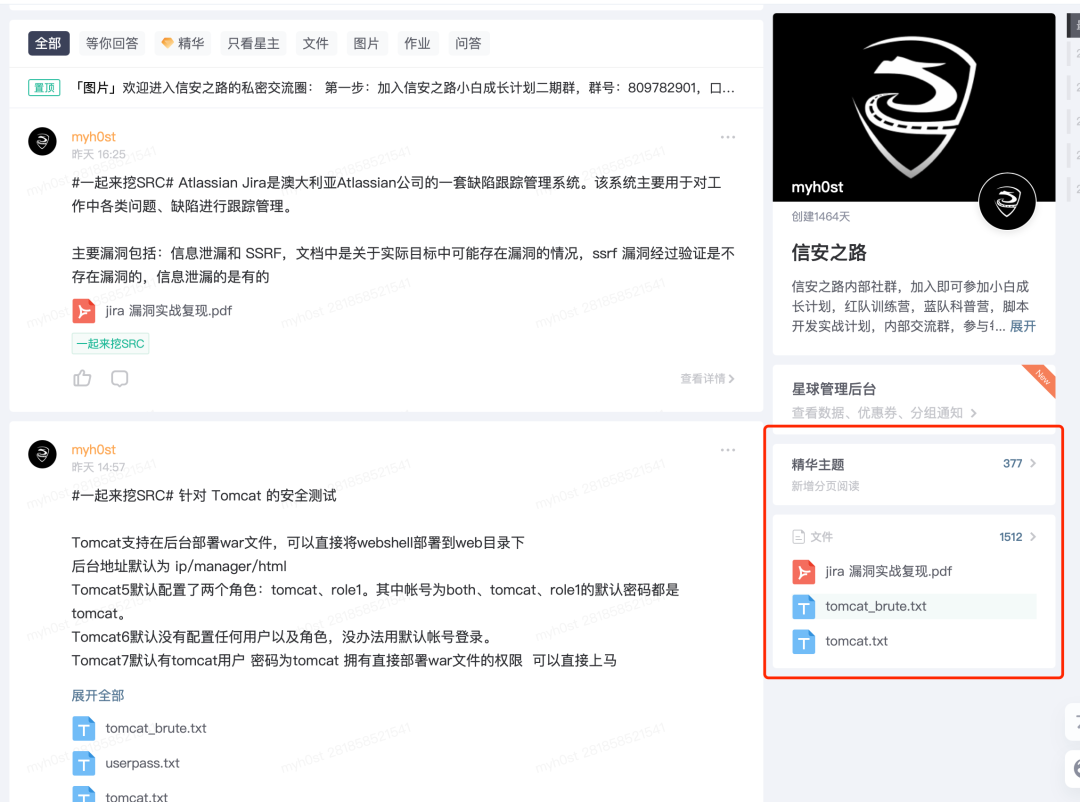 全部 等你回答 精华 只看星主 文件 图片 作业 问答
置顶 「图片」欢迎进入信安之路的私密交流圈： 第一步：加入信安之路小白成长计划二期群，群号：809782901，口...
myh0st
昨天 16:25
#一起来挖SRC# Atlassian Jira是澳大利亚Atlassian公司的一套缺陷跟踪管理系统。该系统主要用于对工
作中各类问题、缺陷进行跟踪管理。
主要漏洞包括：信息泄漏和 SSRF，文档中是关于实际目标中可能存在漏洞的情况，ssrf 漏洞经过验证是不
存在漏洞的，信息泄漏的是有的
jira 漏洞实战复现.pdf
一起来挖SRC
查看详情
myh0st
昨天 14:57
#一起来挖SRC# 针对 Tomcat 的安全测试
Tomcat支持在后台部署war文件，可以直接将webshell部署到web目录下
后台地址默认为 ip/manager/html
Tomcat5默认配置了两个角色：tomcat、role1。其中帐号为both、tomcat、role1的默认密码都是
tomcat。
Tomcat6默认没有配置任何用户以及角色，没办法用默认帐号登录。
Tomcat7默认有tomcat用户 密码为tomcat 拥有直接部署war文件的权限 可以直接上马
展开全部
tomcat_brute.txt
userpass.txt
tomcat.txt
myh0st
创建1464天
信安之路
信安之路内部社群，加入即可参加小白成
长计划，红队训练营，蓝队科普营，脚本
开发实战计划，内部交流群，参与... 展开
New
星球管理后台
查看数据、优惠券、分组通知
精华主题 377
新增分页阅读
文件 1512
jira 漏洞实战复现.pdf
tomcat_brute.txt
tomcat.txt
myh0st 281858521541